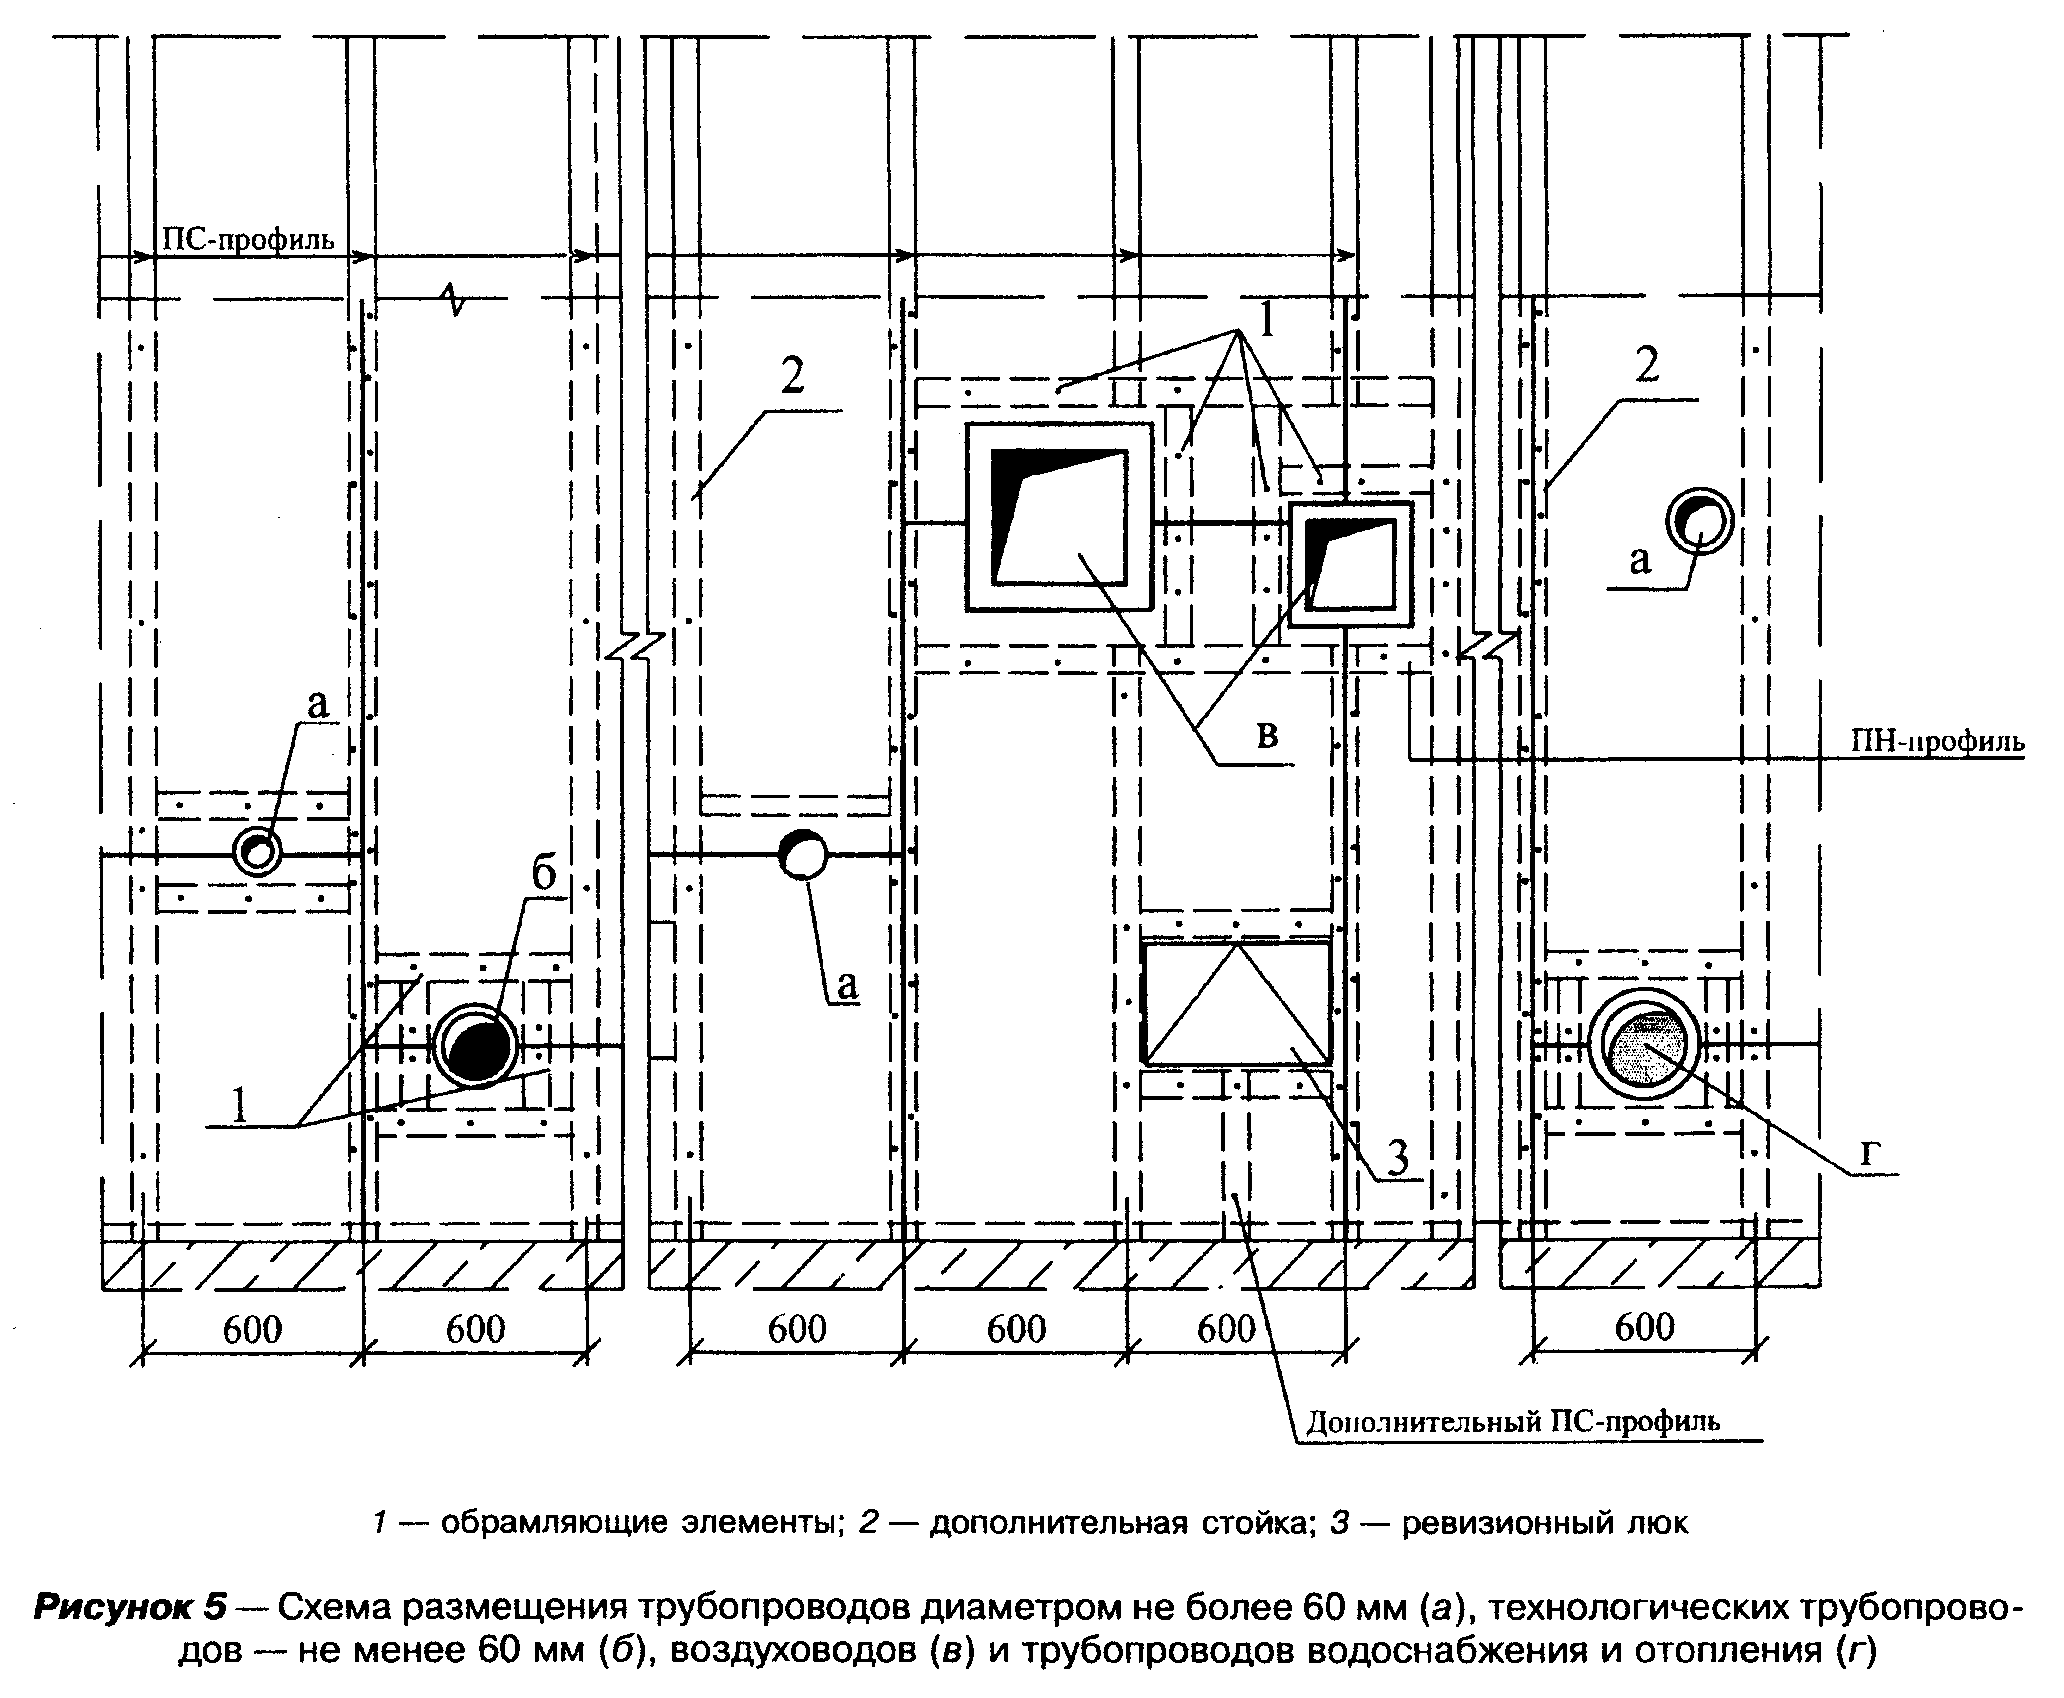 ПС-профиль
1
2
2
а
в
ПН-профиль
а
б
а
1
3
г
600 600 600 600 600 600
Дополнительный ПС-профиль
1 — обрамляющие элементы; 2 — дополнительная стойка; 3 — ревизионный люк
Рисунок 5 — Схема размещения трубопроводов диаметром не более 60 мм (а), технологических трубопрово-
дов — не менее 60 мм (б), воздуховодов (в) и трубопроводов водоснабжения и отопления (г)